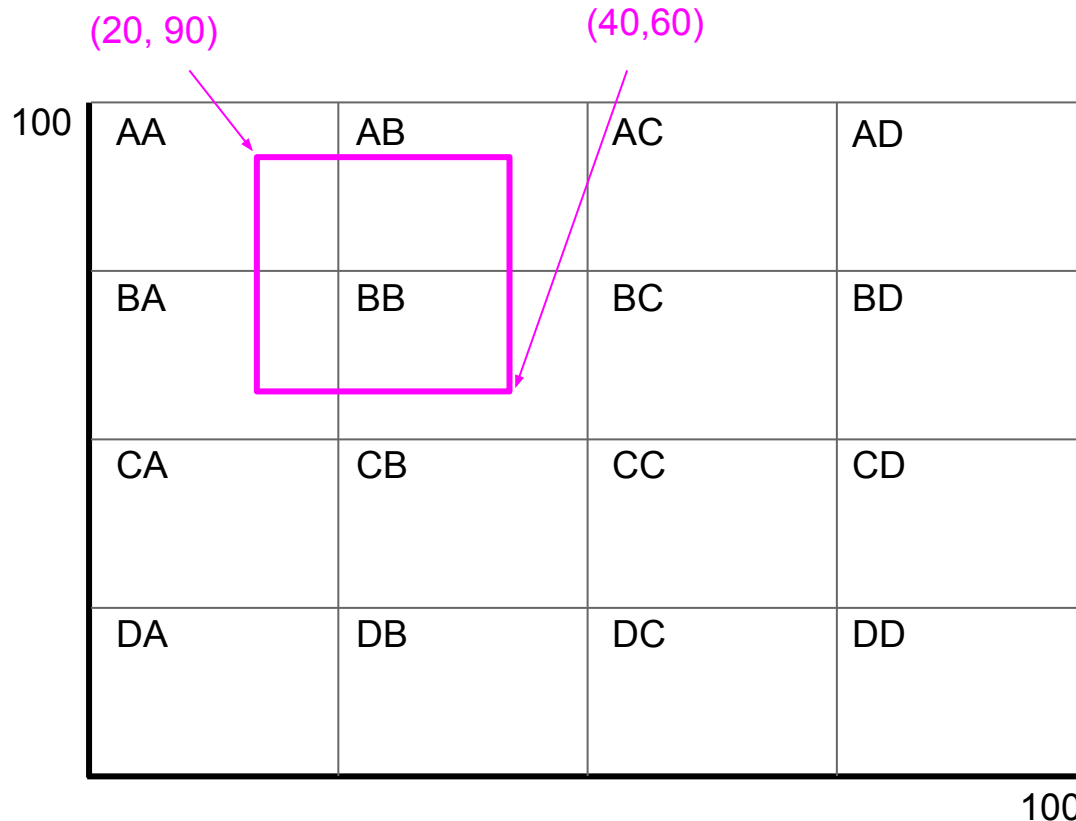 (20, 90) (40,60)
100
AA AB AC AD
BA BB BC BD
CA CB CC CD
DA DB DC DD
100